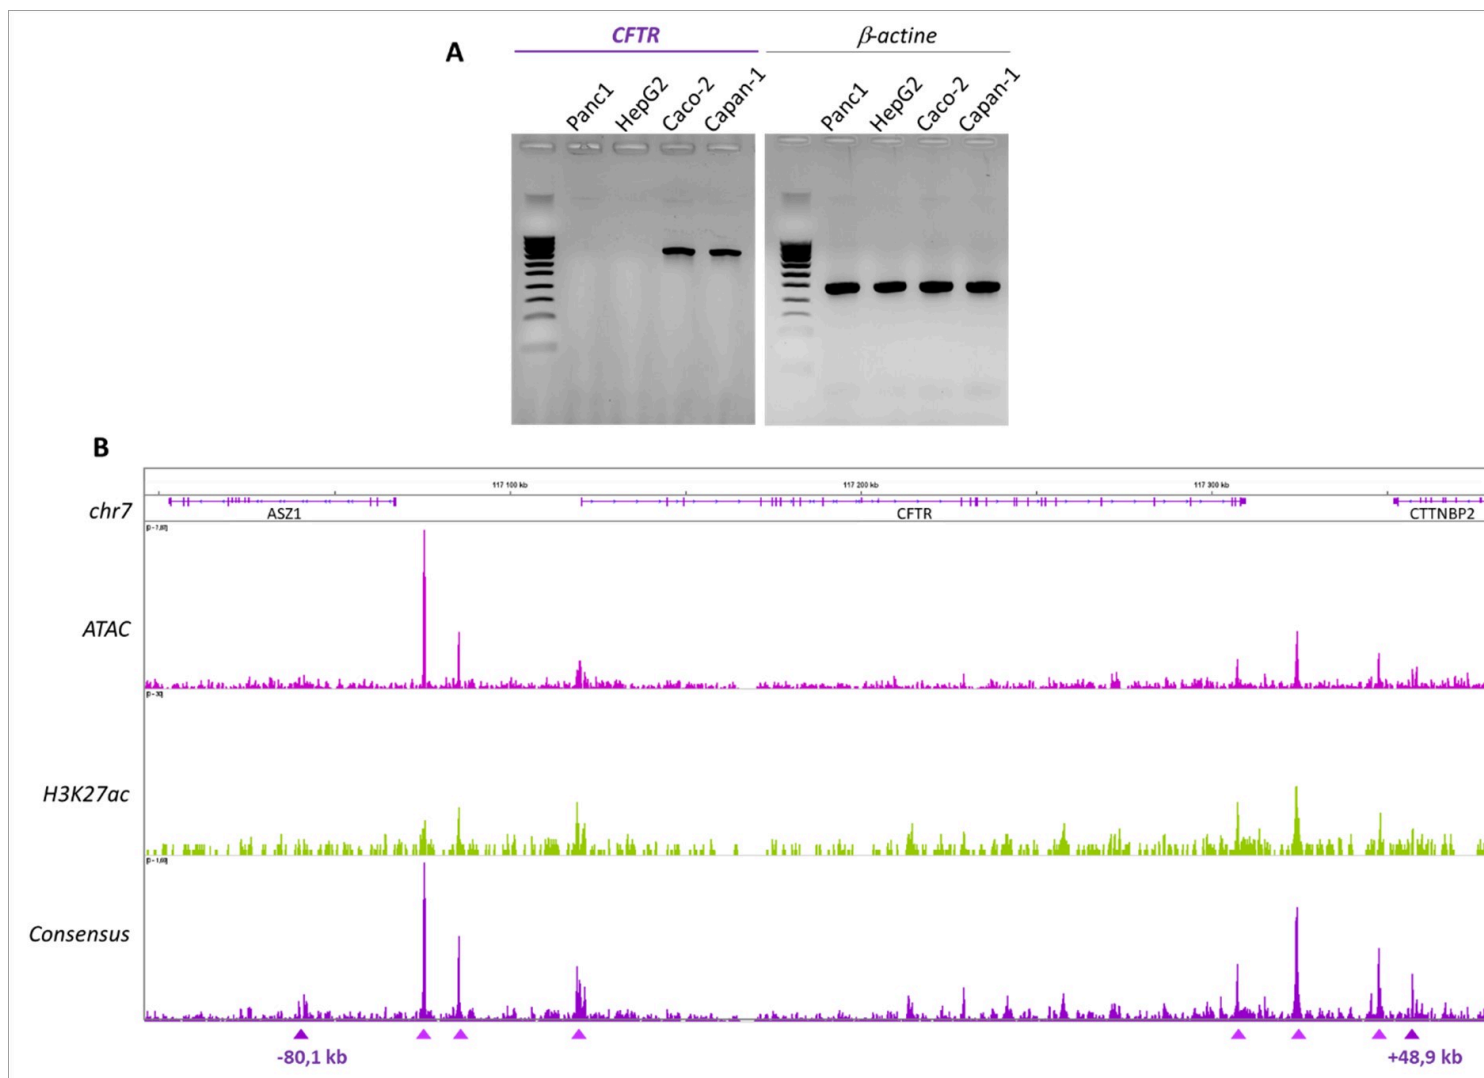 A
CFTR
β-actine
Panc1
HepG2
Caco-2
Capan-1
Panc1
HepG2
Caco-2
Capan-1
B
117 100 kb
117 200 kb
117 300 kb
chr7
ASZ1
CFTR
CTTNBP2
ATAC
H3K27ac
Consensus
-80,1 kb
+48,9 kb